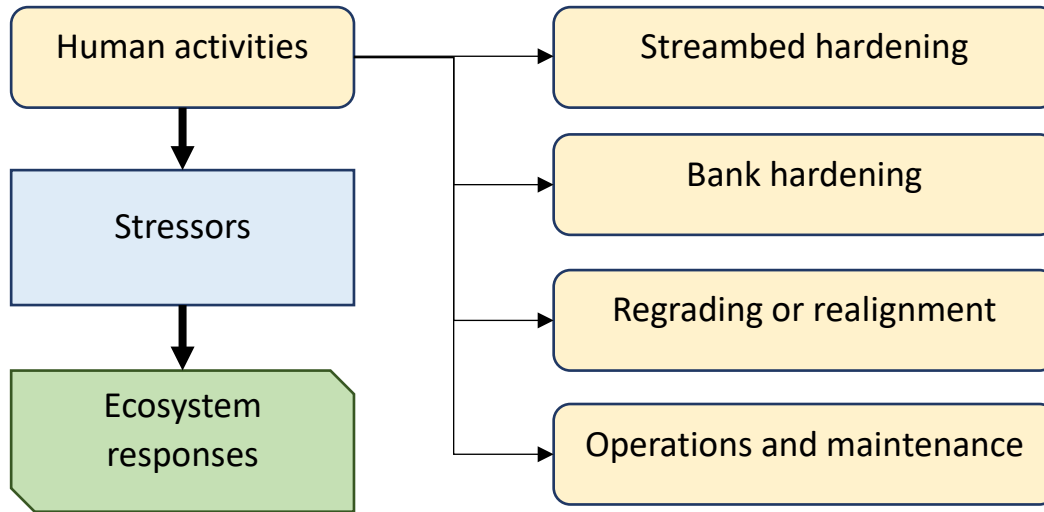 Human activities
Stressors
Ecosystem
responses
Streambed hardening
Bank hardening
Regrading or realignment
Operations and maintenance